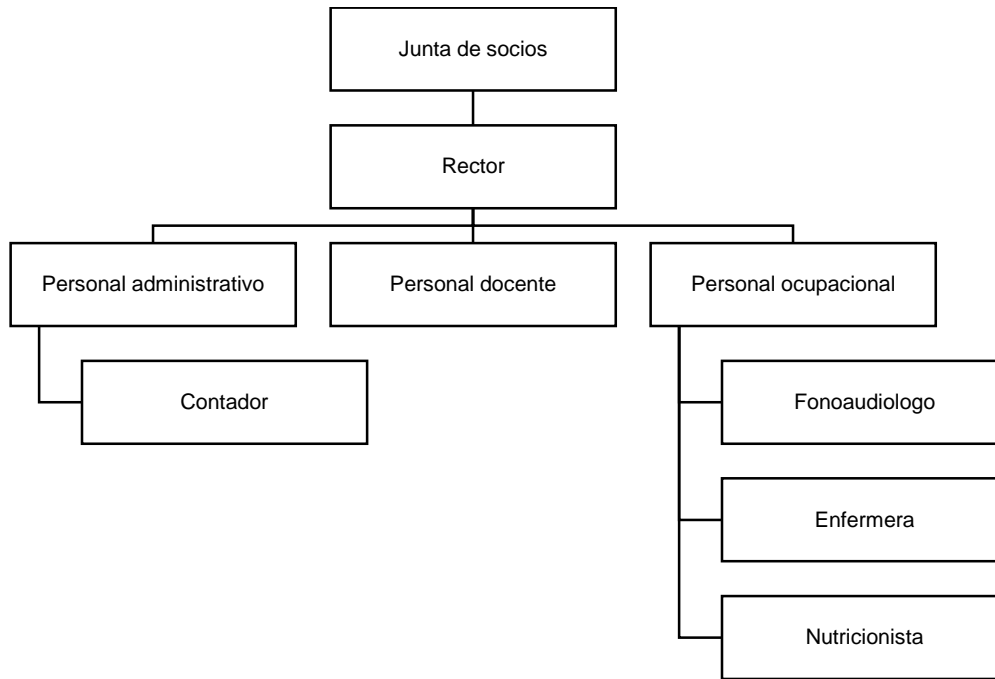 Junta de socios
Rector
Personal administrativo
Personal docente
Personal ocupacional
Contador
Fonoaudiologo
Enfermera
Nutricionista